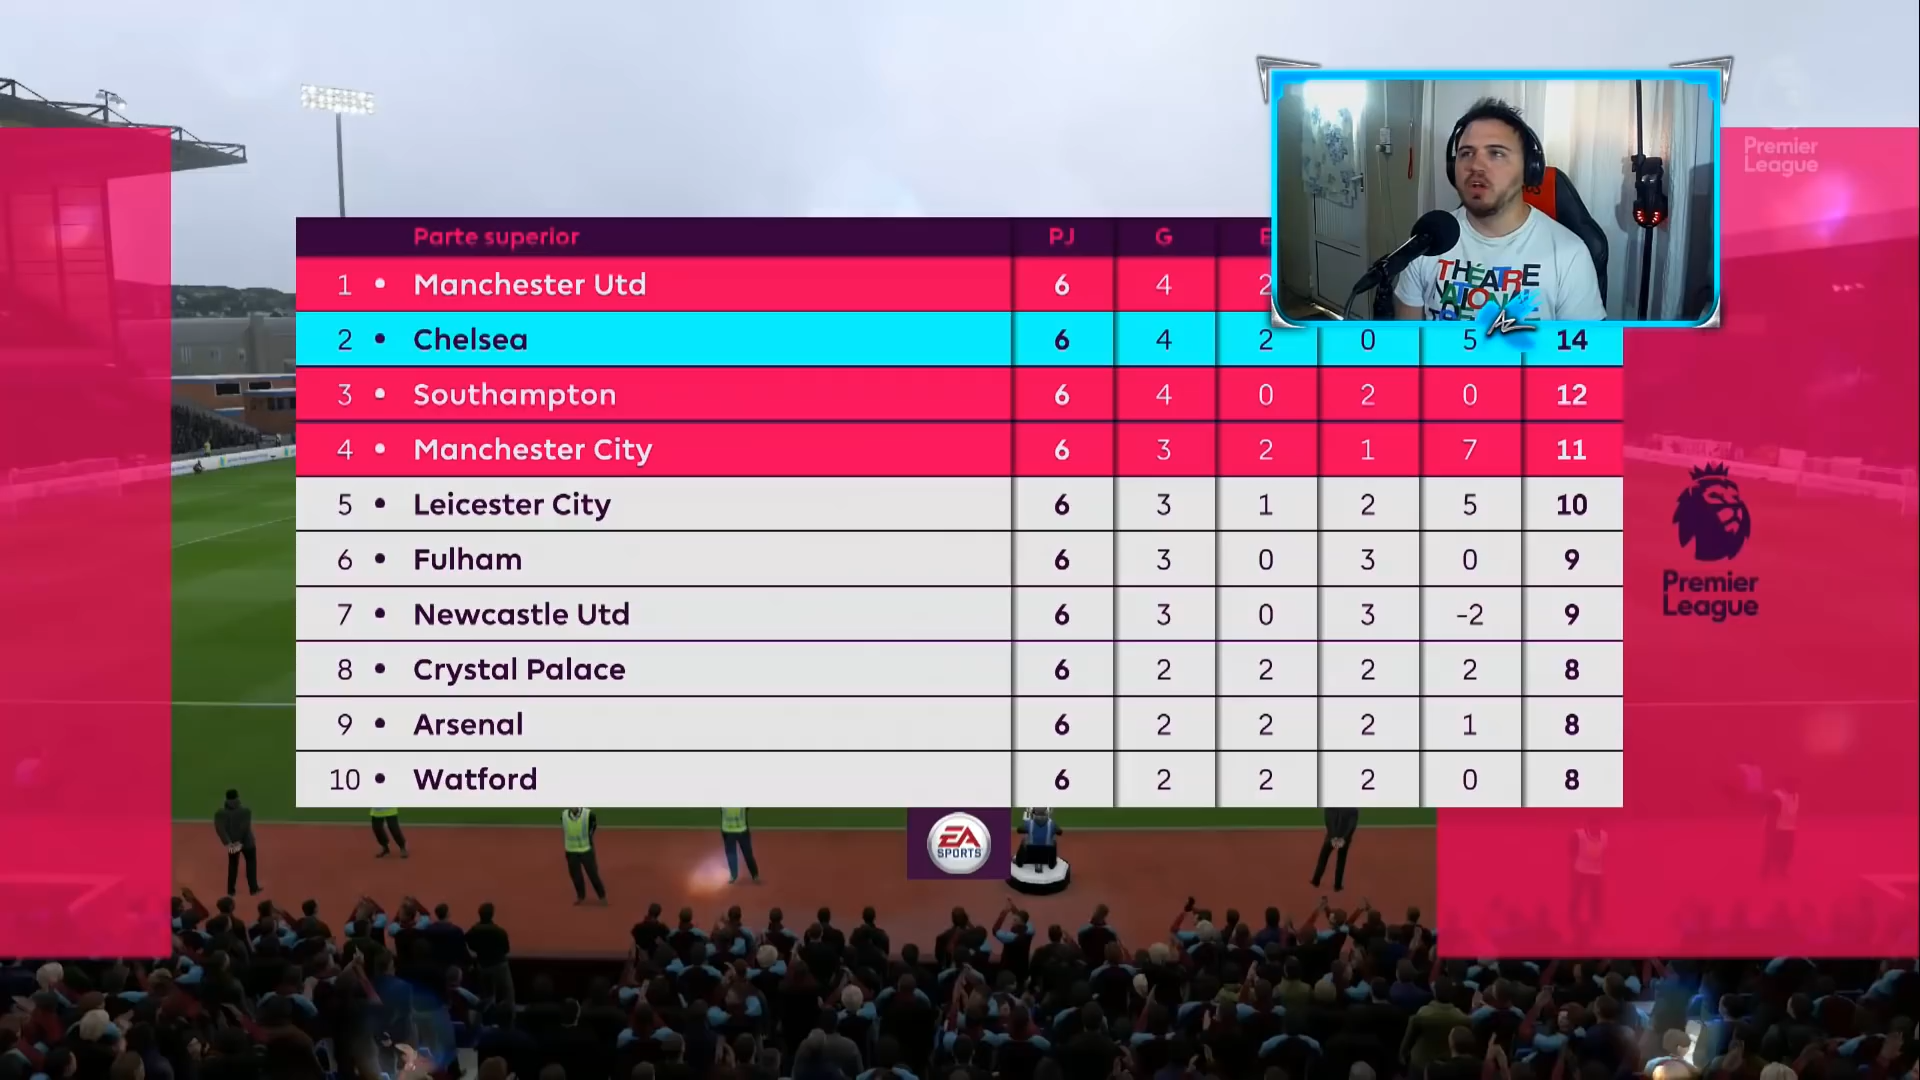 Premier
League
Parte superior PJ G E
1 • Manchester Utd 6 4 2
2 • Chelsea 6 4 2 0 5 14
3 • Southampton 6 4 0 2 0 12
4 • Manchester City 6 3 2 1 7 11
5 • Leicester City 6 3 1 2 5 10
6 • Fulham 6 3 0 3 0 9
7 • Newcastle Utd 6 3 0 3 -2 9
8 • Crystal Palace 6 2 2 2 2 8
9 • Arsenal 6 2 2 2 1 8
10 • Watford 6 2 2 2 0 8
THÉATRE
NATIONAL
AZ
Premier
League
EA
SPORTS